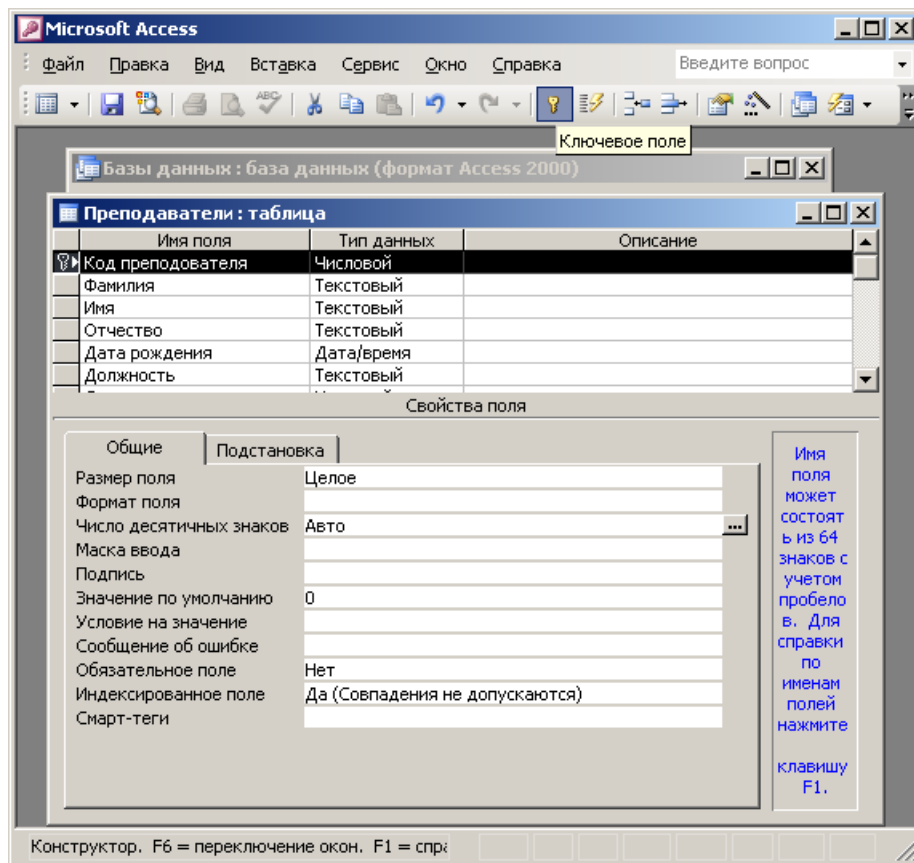 Microsoft Access
Файл Правка Вид Вставка Сервис Окно Справка Введите вопрос
ABC
Ключевое поле
Базы данных : база данных (формат Access 2000)
Преподаватели : таблица
Имя поля Тип данных Описание
Код преподователя Числовой
Фамилия Текстовый
Имя Текстовый
Отчество Текстовый
Дата рождения Дата/время
Должность Текстовый
Свойства поля
Общие Подстановка
Размер поля Целое
Формат поля
Число десятичных знаков Авто ...
Маска ввода
Подпись
Значение по умолчанию 0
Условие на значение
Сообщение об ошибке
Обязательное поле Нет
Индексированное поле Да (Совпадения не допускаются)
Смарт-теги
Имя
поля
может
состоят
ь из 64
знаков с
учетом
пробело
в. Для
справки
по
именам
полей
нажмите
клавишу
F1.
Конструктор. F6 = переключение окон. F1 = спра